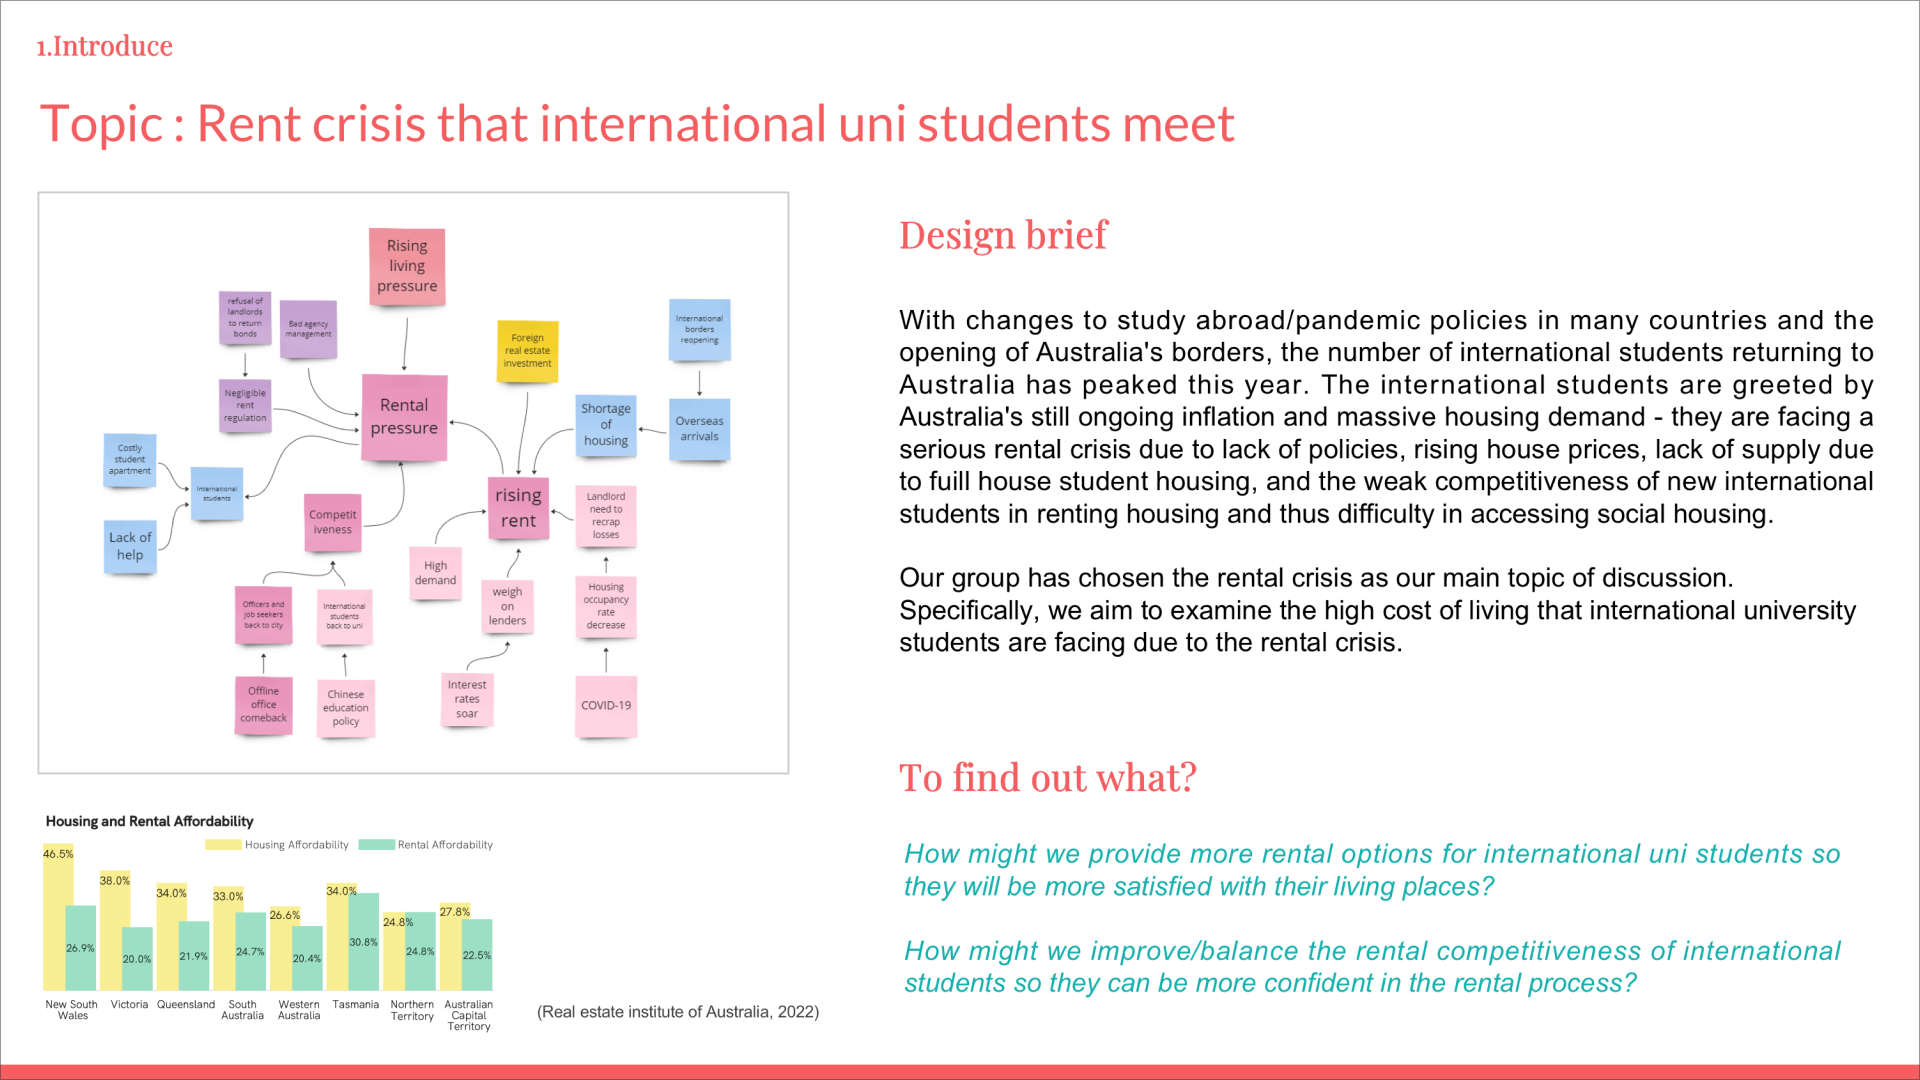 1.Introduce
Topic : Rent crisis that international uni students meet
Rising
living
pressure
refusal of
landlords
to return
bonds
Bad agency
management
International
borders
reopening
Foreign
real estate
investment
Negligible
rent
regulation
Rental
pressure
Shortage
of
housing
Overseas
arrivals
Costly
student
apartment
International
students
Competit
iveness
rising
rent
Landlord
need to
recrap
losses
Lack of
help
High
demand
weigh
on
lenders
Housing
occupancy
rate
decrease
Officers and
job seekers
back to city
International
students
back to uni
Offline
office
comeback
Chinese
education
policy
Interest
rates
soar
COVID-19
Housing and Rental Affordability
Housing Affordability
Rental Affordability
46.5%
26.9%
38.0%
20.0%
34.0%
21.9%
33.0%
24.7%
26.6%
20.4%
34.0%
30.8%
24.8%
24.8%
27.8%
22.5%
New South
Wales
Victoria
Queensland
South
Australia
Western
Australia
Tasmania
Northern
Territory
Australian
Capital
Territory
(Real estate institute of Australia, 2022)
Design brief
With changes to study abroad/pandemic policies in many countries and the
opening of Australia's borders, the number of international students returning to
Australia has peaked this year. The international students are greeted by
Australia's still ongoing inflation and massive housing demand - they are facing a
serious rental crisis due to lack of policies, rising house prices, lack of supply due
to fuill house student housing, and the weak competitiveness of new international
students in renting housing and thus difficulty in accessing social housing.
Our group has chosen the rental crisis as our main topic of discussion.
Specifically, we aim to examine the high cost of living that international university
students are facing due to the rental crisis.
To find out what?
How might we provide more rental options for international uni students so
they will be more satisfied with their living places?
How might we improve/balance the rental competitiveness of international
students so they can be more confident in the rental process?